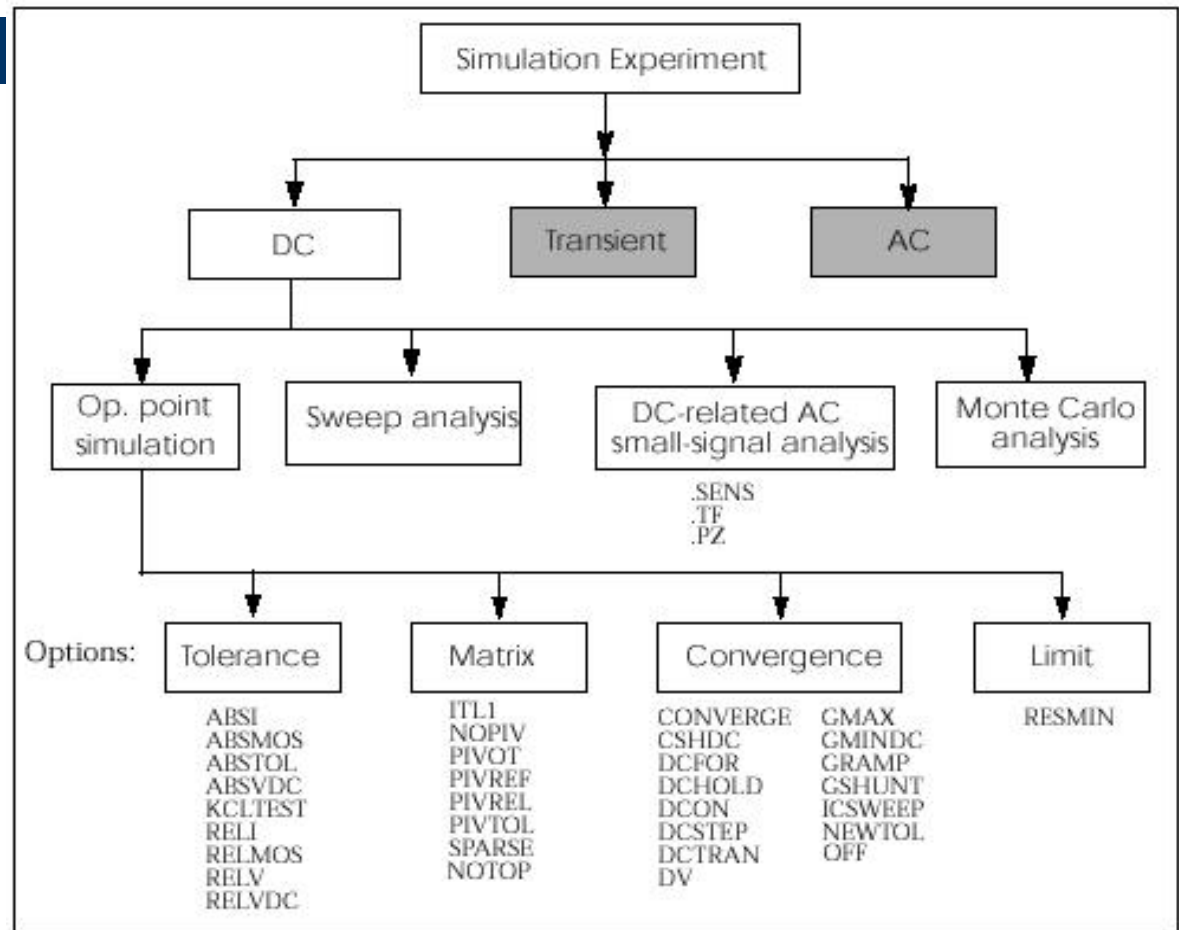 Simulation Experiment
DC
Transient
AC
Op. point
simulation
Sweep analysis
DC-related AC
small-signal analysis
Monte Carlo
analysis
.SENS
.TF
.PZ
Options:
Tolerance
Matrix
Convergence
Limit
ABSI
ABSMOS
ABSTOL
ABSVDC
KCLTEST
RELI
RELMOS
RELV
RELVDC
ITL1
NOPIV
PIVOT
PIVREF
PIVREL
PIVTOL
SPARSE
NOTOP
CONVERGE
CSHDC
DCFOR
DCHOLD
DCON
DCSTEP
DCTRAN
DV
GMAX
GMINDC
GRAMP
GSHUNT
ICSWEEP
NEWTOL
OFF
RESMIN